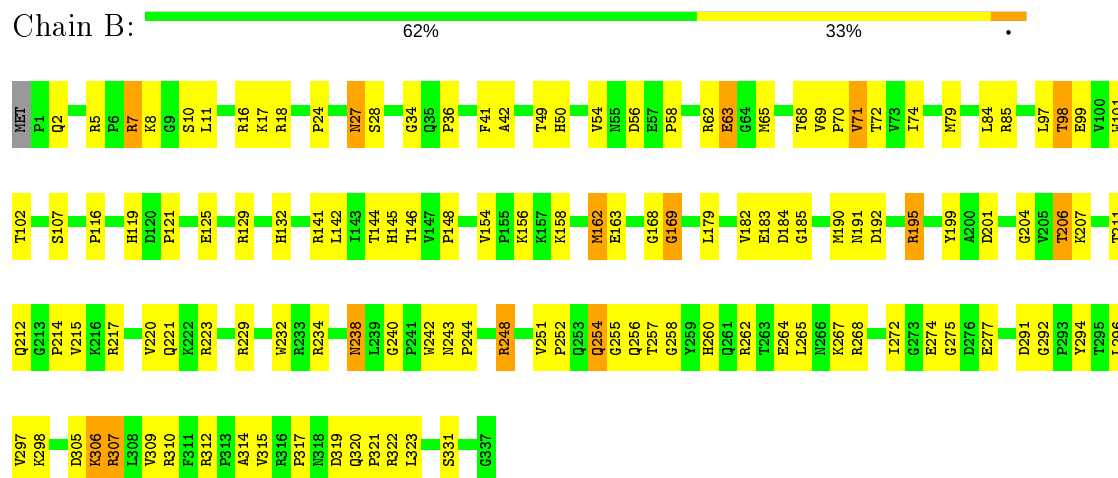 Chain B:
62% 33% •
MET P1 Q2 R5 P6 R7 K8 G9 S10 L11 R16 K17 R18 P24 N27 S28 G34 Q35 P36 F41 A42 T49 H50 V54 N55 D56 E57 P58 R62 E63 G64 M65 T68 V69 P70 V71 T72 V73 I74 M79 L84 R85 L97 T98 E99 V100 H101
T102 S107 P116 H119 D120 P121 E125 R129 H132 R141 L142 I143 T144 H145 T146 V147 P148 V154 P155 K156 K157 K158 M162 E163 G168 G169 L179 V182 E183 D184 G185 M190 N191 D192 R195 Y199 A200 D201 G204 V205 T206 K207 T211
Q212 G213 P214 V215 K216 R217 V220 Q221 K222 R223 R229 W232 R233 R234 N238 L239 G240 P241 W242 N243 P244 R248 V251 P252 Q253 Q254 G255 Q256 T257 G258 Y259 H260 Q261 R262 T263 E264 L265 N266 K267 R268 I272 G273 E274 G275 D276 E277 D291 G292 P293 Y294 T295 L296
V297 K298 D305 K306 R307 L308 V309 R310 F311 R312 P313 A314 V315 R316 P317 N318 D319 Q320 P321 R322 L323 S331 G337